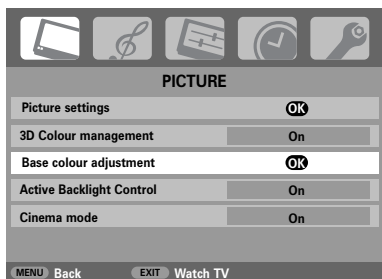 PICTURE
Picture settings OK
3D Colour management On
Base colour adjustment OK
Active Backlight Control On
Cinema mode On
MENU Back EXIT Watch TV